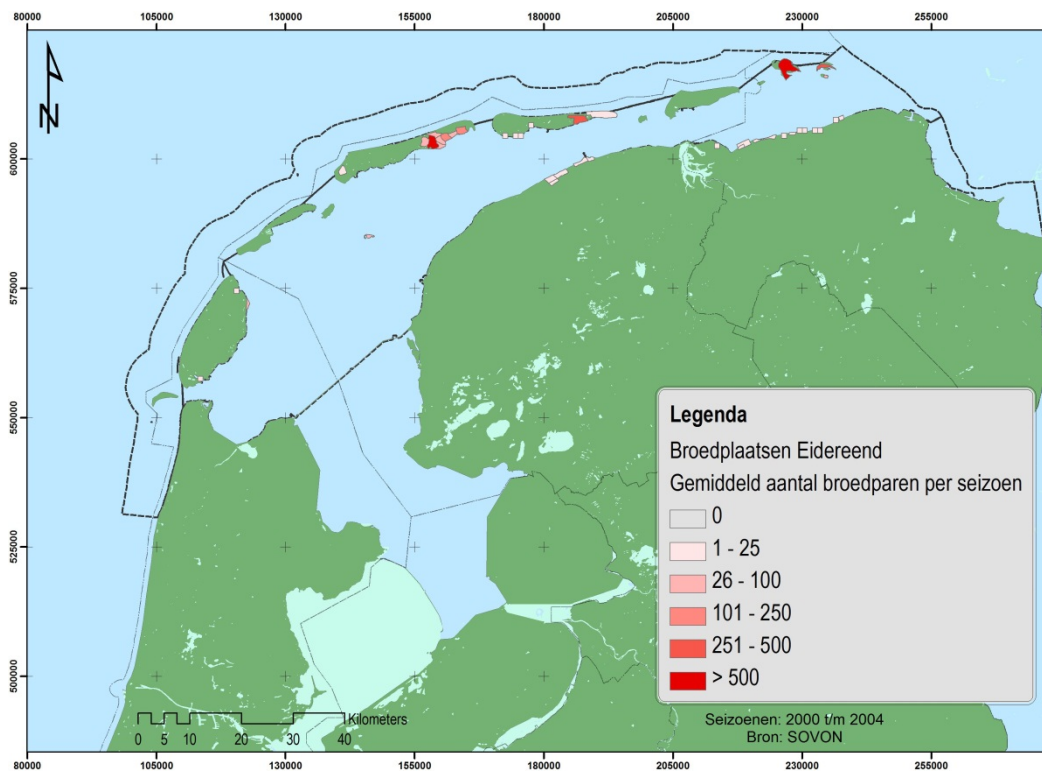 80000 105000 130000 155000 180000 205000 230000 255000
N
600000
575000
550000
525000
500000
Legenda
Broedplaatsen Eidereend
Gemiddeld aantal broedparen per seizoen
0
1 - 25
26 - 100
101 - 250
251 - 500
> 500
Kilometers
0 5 10 20 30 40
Seizoenen: 2000 t/m 2004
Bron: SOVON
80000 105000 130000 155000 180000 205000 230000 255000